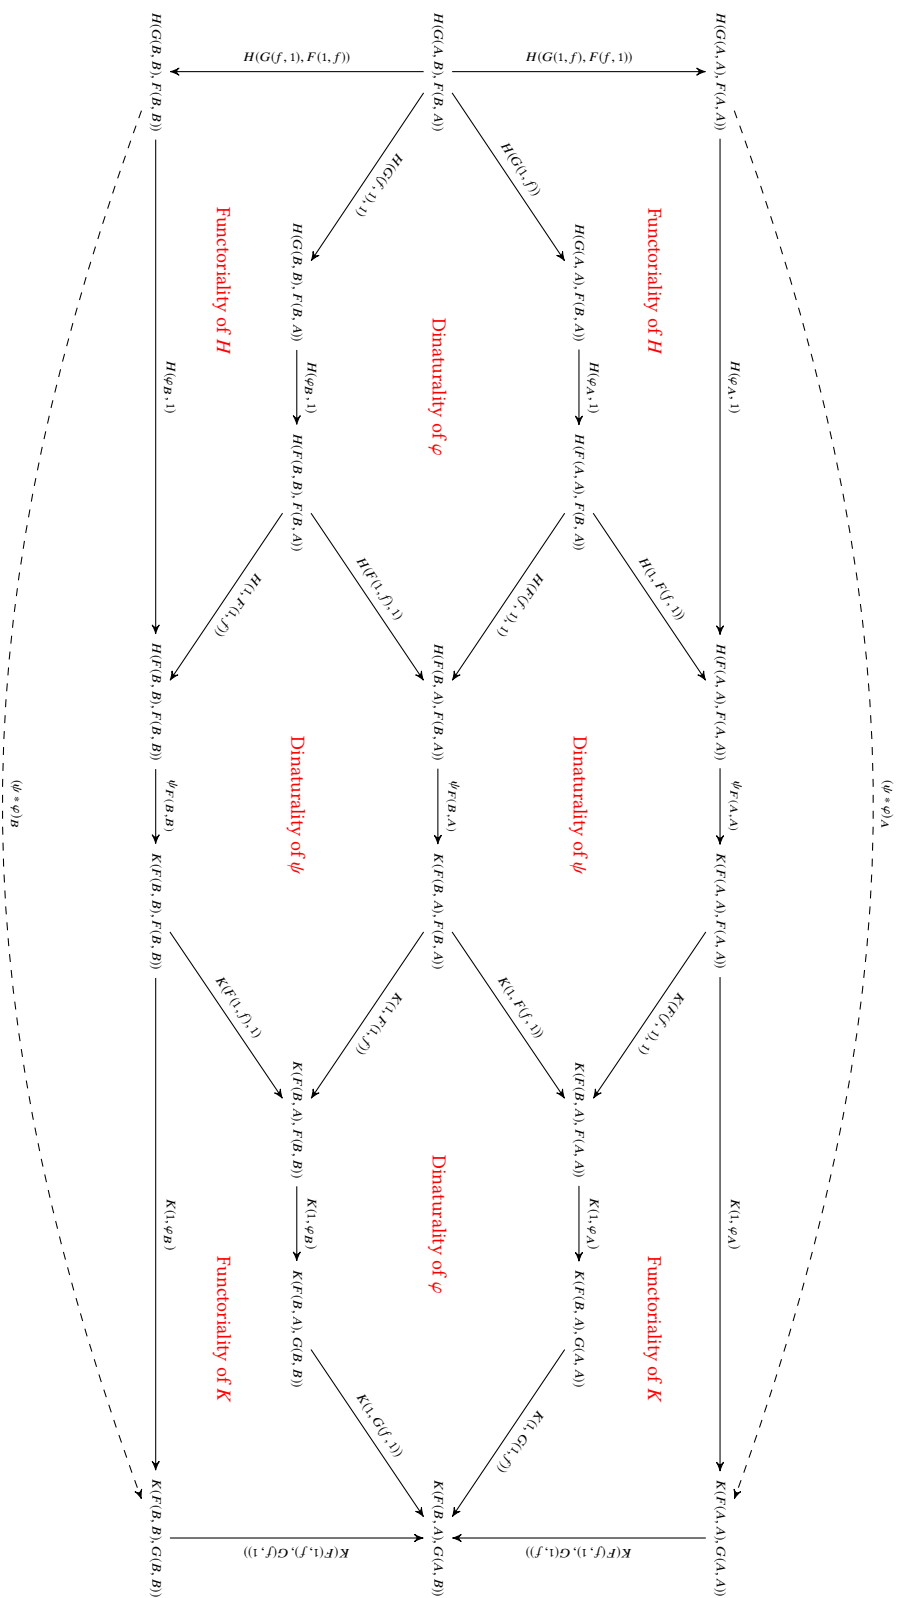 (ψ ∗ φ)_A
H(φ_A, 1)
ψ_{F(A,A)}
K(1, φ_A)
H(G(A, A), F(A, A))
H(F(A, A), F(A, A))
K(F(A, A), F(A, A))
K(F(A, A), G(A, A))
H(G(1, f), F(f, 1))
Functoriality of H
H(1, F(f, 1))
K(F(f, 1), 1)
Functoriality of K
K(F(f, 1), G(1, f))
H(φ_A, 1)
K(1, φ_A)
H(G(A, A), F(B, A))
H(F(A, A), F(B, A))
Dinaturality of ψ
K(F(B, A), F(A, A))
K(F(B, A), G(A, A))
H(G(1, f))
H(F(f, 1), 1)
K(1, F(f, 1))
K(1, G(1, f))
ψ_{F(B,A)}
H(G(A, B), F(B, A))
Dinaturality of φ
H(F(B, A), F(B, A))
K(F(B, A), F(B, A))
Dinaturality of φ
K(F(B, A), G(A, B))
H(G(f, 1), 1)
H(F(1, f), 1)
K(1, F(1, f))
K(1, G(f, 1))
H(φ_B, 1)
K(1, φ_B)
H(G(B, B), F(B, A))
H(F(B, B), F(B, A))
Dinaturality of ψ
K(F(B, A), F(B, B))
K(F(B, A), G(B, B))
H(G(f, 1), F(1, f))
Functoriality of H
H(1, F(1, f))
K(F(1, f), 1)
Functoriality of K
K(F(1, f), G(f, 1))
H(φ_B, 1)
ψ_{F(B,B)}
K(1, φ_B)
H(G(B, B), F(B, B))
H(F(B, B), F(B, B))
K(F(B, B), F(B, B))
K(F(B, B), G(B, B))
(ψ ∗ φ)_B